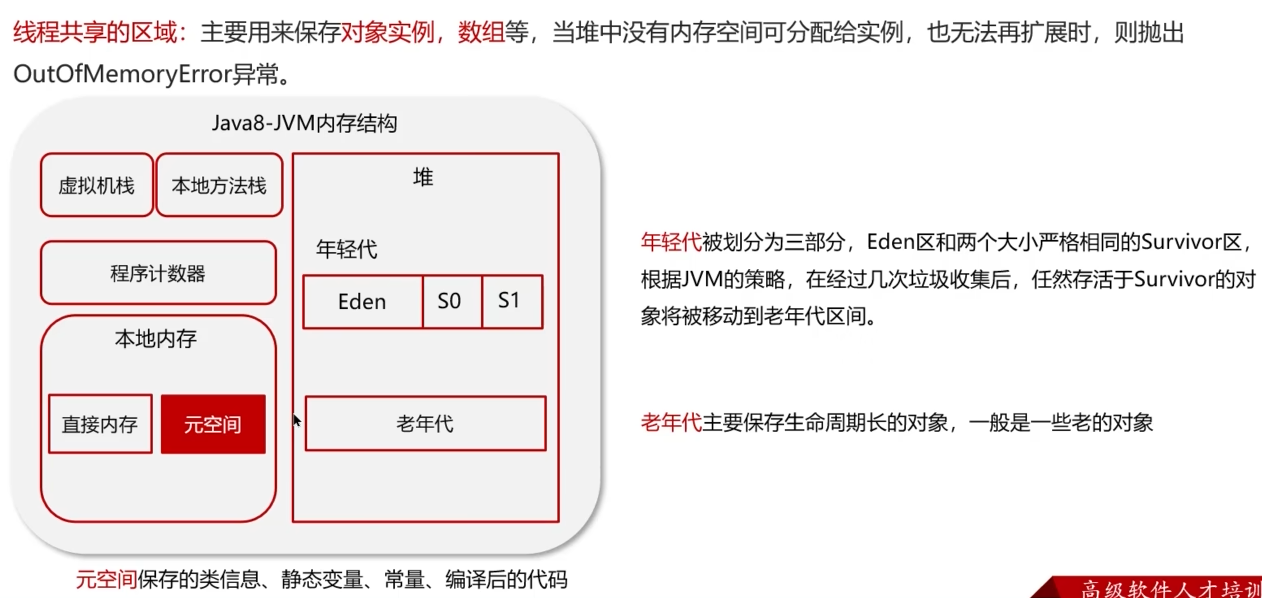 线程共享的区域：主要用来保存对象实例，数组等，当堆中没有内存空间可分配给实例，也无法再扩展时，则抛出
OutOfMemoryError异常。
Java8-JVM内存结构
虚拟机栈
本地方法栈
堆
程序计数器
年轻代
Eden
S0
S1
本地内存
直接内存
元空间
老年代
年轻代被划分为三部分，Eden区和两个大小严格相同的Survivor区，
根据JVM的策略，在经过几次垃圾收集后，任然存活于Survivor的对
象将被移动到老年代区间。
老年代主要保存生命周期长的对象，一般是一些老的对象
元空间保存的类信息、静态变量、常量、编译后的代码
高级软件人才培训